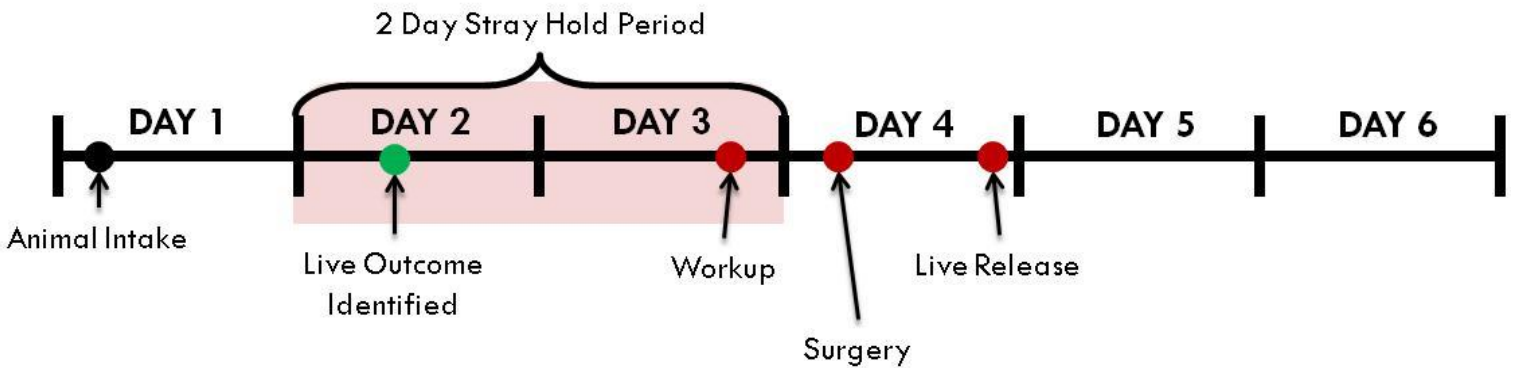 2 Day Stray Hold Period
DAY 1
DAY 2
DAY 3
DAY 4
DAY 5
DAY 6
Animal Intake
Live Outcome
Identified
Workup
Live Release
Surgery